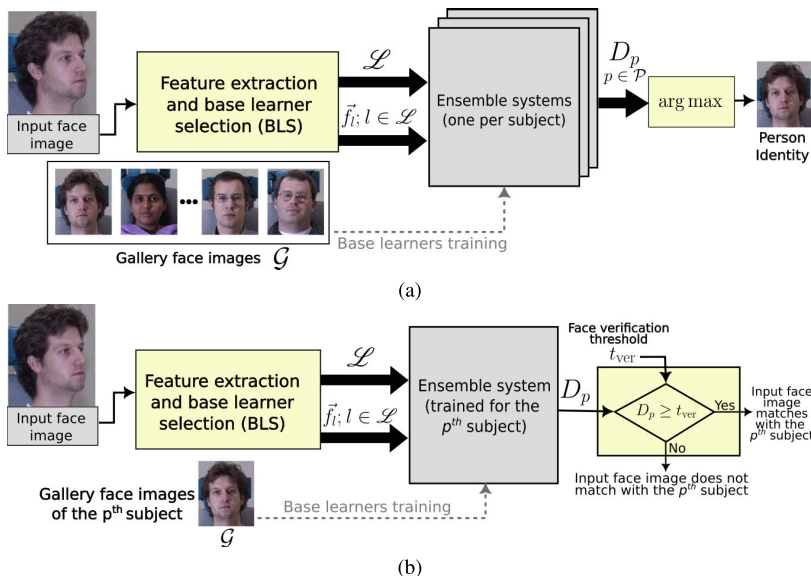 Input face
image
Feature extraction
and base learner
selection (BLS)
ℒ
f⃗_l; l ∈ ℒ
Ensemble systems
(one per subject)
D_p
p ∈ 𝒫
arg max
Person
Identity
Gallery face images 𝒢
Base learners training
(a)
Input face
image
Feature extraction
and base learner
selection (BLS)
ℒ
f⃗_l; l ∈ ℒ
Ensemble system
(trained for the
p^th subject)
D_p
Face verification
threshold
t_ver
D_p ≥ t_ver
Yes
No
Input face
image
matches
with the
p^th subject
Input face image does not
match with the p^th subject
Gallery face images
of the p^th subject
𝒢
Base learners training
(b)